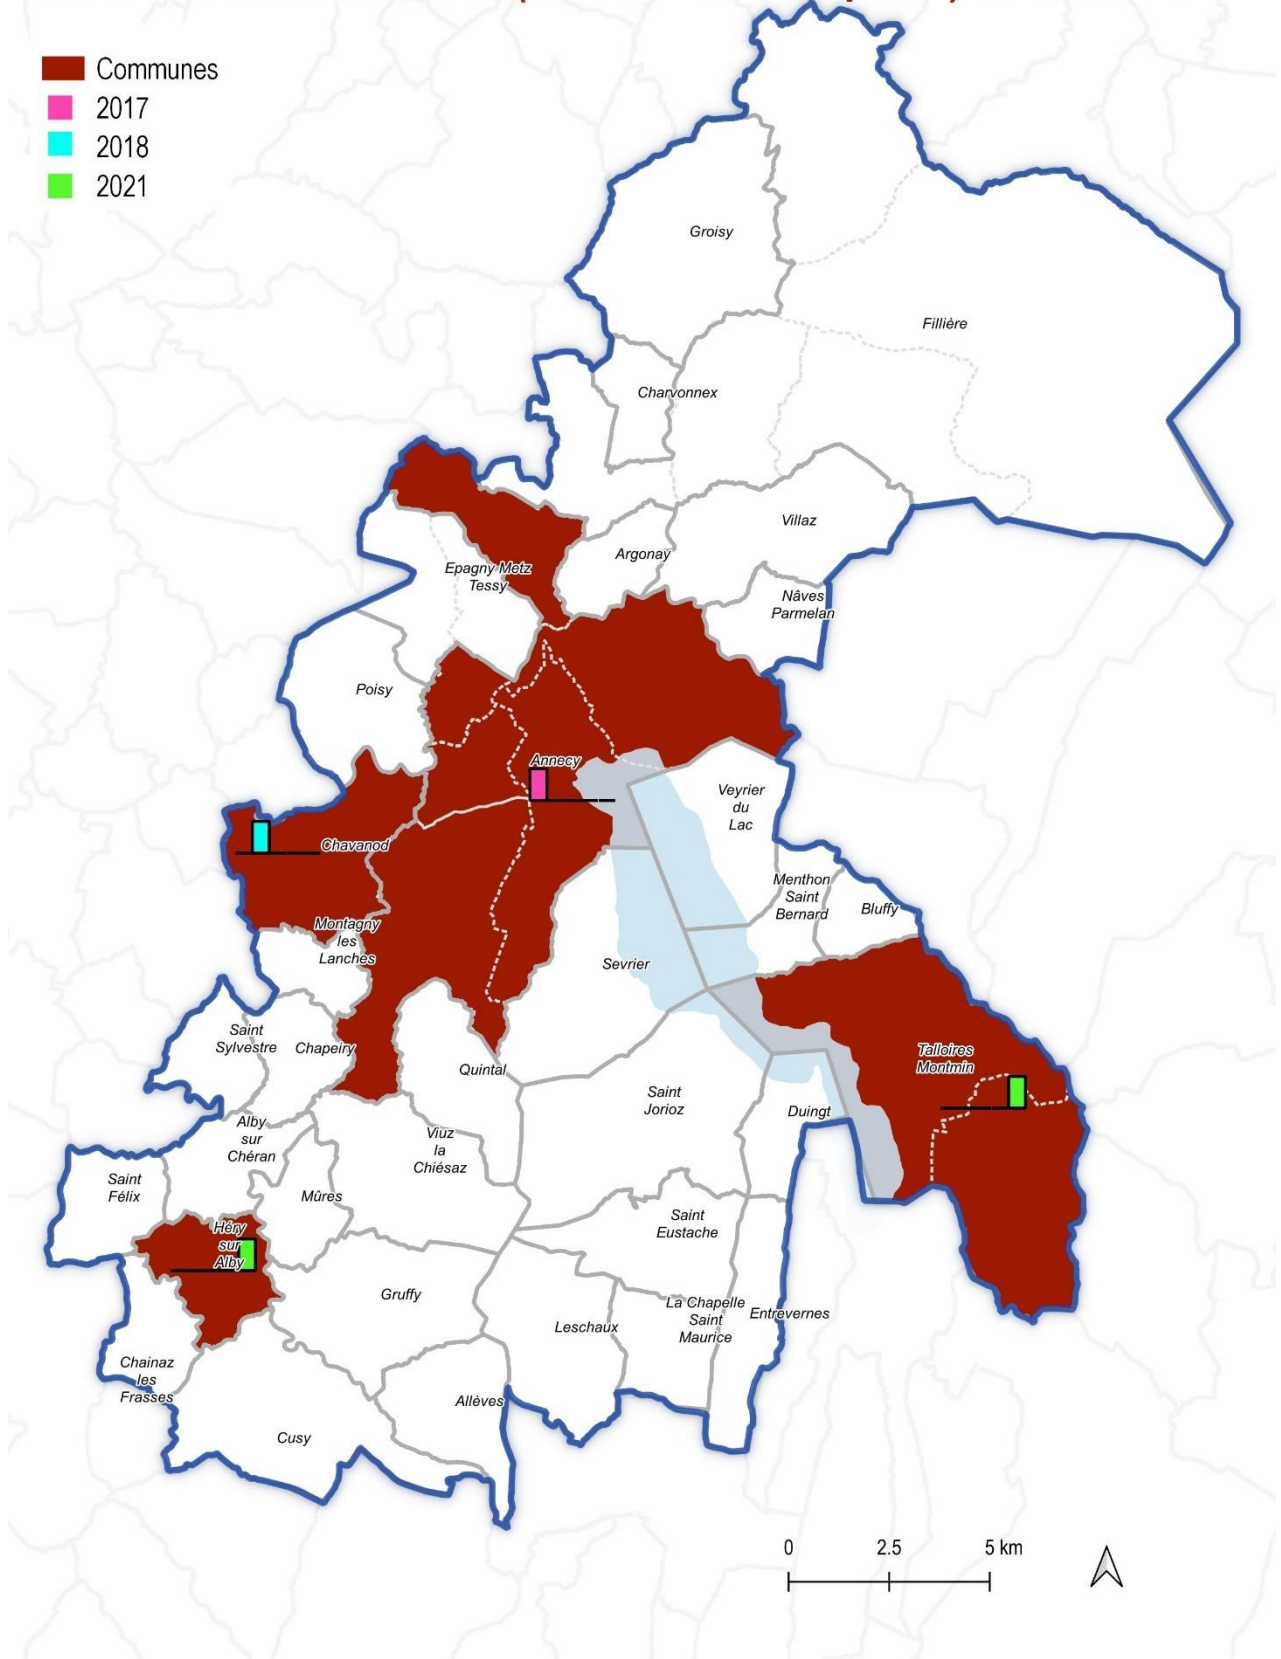 Communes
2017
2018
2021
Groisy
Fillière
Charvonnex
Villaz
Argonay
Epagny Metz
Tessy
Nâves
Parmelan
Poisy
Annecy
Veyrier
du
Lac
Chavanod
Menthon
Saint
Bernard
Bluffy
Montagny
les
Lanches
Sevrier
Saint
Sylvestre
Chapeiry
Quintal
Talloires
Montmin
Saint
Jorioz
Duingt
Alby
sur
Chéran
Viuz
la
Chiésaz
Saint
Félix
Mûres
Héry
sur
Alby
Saint
Eustache
Gruffy
La Chapelle
Saint
Maurice
Entrevernes
Leschaux
Chainaz
les
Frasses
Allèves
Cusy
0 2.5 5 km